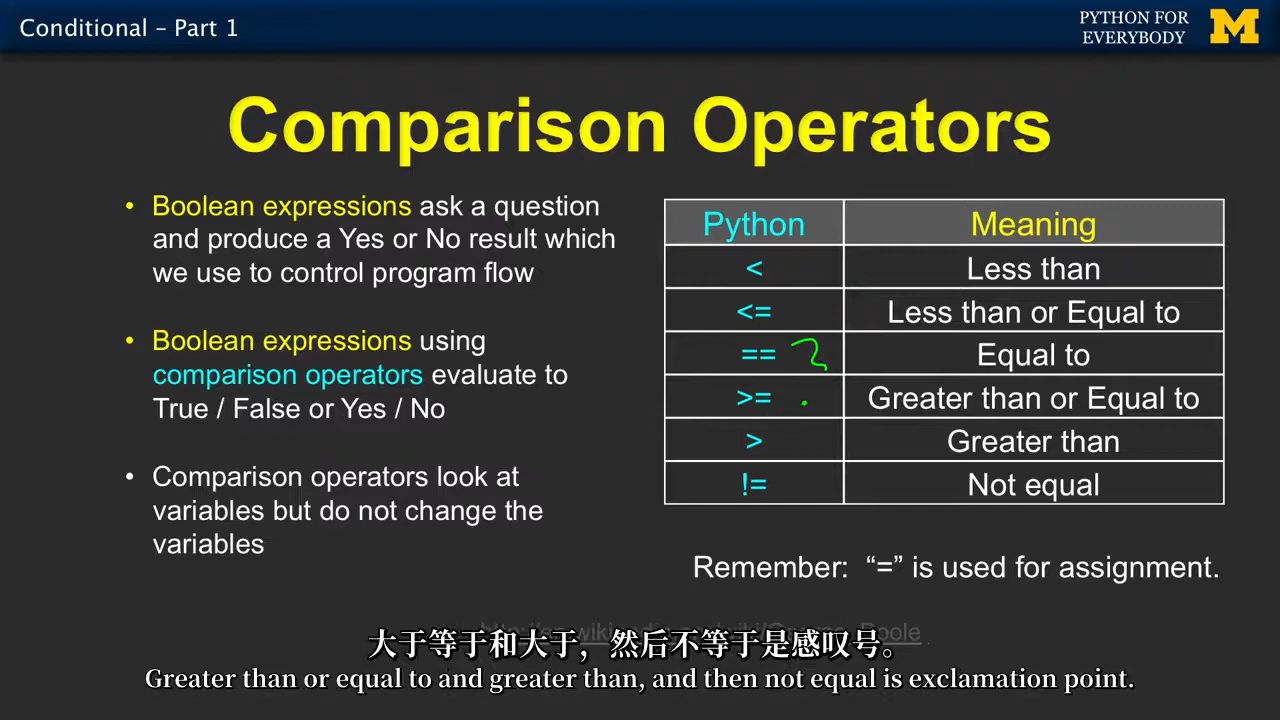 Conditional – Part 1
PYTHON FOR
EVERYBODY
M
Comparison Operators
• Boolean expressions ask a question
and produce a Yes or No result which
we use to control program flow
• Boolean expressions using
comparison operators evaluate to
True / False or Yes / No
• Comparison operators look at
variables but do not change the
variables
Python Meaning
< Less than
<= Less than or Equal to
== Equal to
>= Greater than or Equal to
> Greater than
!= Not equal
Remember: “=” is used for assignment.
大于等于和大于，然后不等于是感叹号。
Greater than or equal to and greater than, and then not equal is exclamation point.